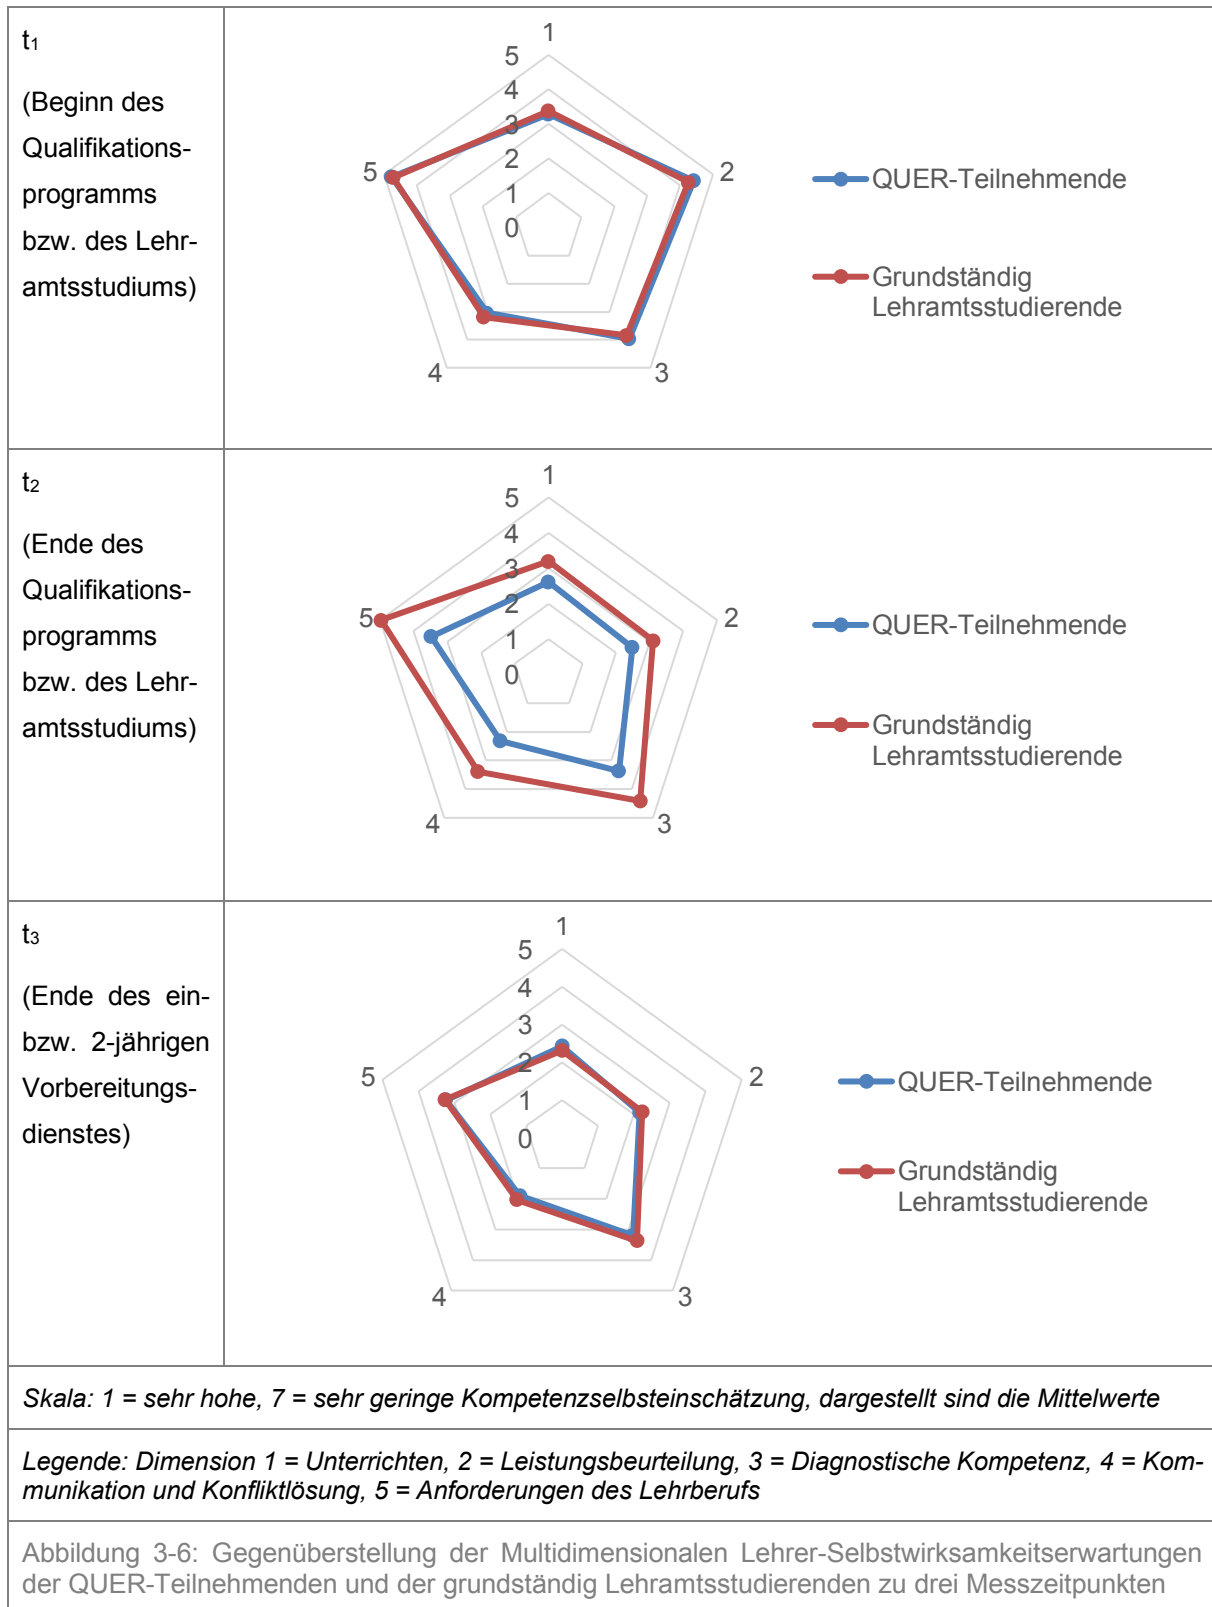 t₁
(Beginn des
Qualifikations-
programms
bzw. des Lehr-
amtsstudiums)
1
5
4
3
2
1
0
2
3
4
5
QUER-Teilnehmende
Grundständig
Lehramtsstudierende
t₂
(Ende des
Qualifikations-
programms
bzw. des Lehr-
amtsstudiums)
1
5
4
3
2
1
0
2
3
4
5
QUER-Teilnehmende
Grundständig
Lehramtsstudierende
t₃
(Ende des ein-
bzw. 2-jährigen
Vorbereitungs-
dienstes)
1
5
4
3
2
1
0
2
3
4
5
QUER-Teilnehmende
Grundständig
Lehramtsstudierende
Skala: 1 = sehr hohe, 7 = sehr geringe Kompetenzselbsteinschätzung, dargestellt sind die Mittelwerte
Legende: Dimension 1 = Unterrichten, 2 = Leistungsbeurteilung, 3 = Diagnostische Kompetenz, 4 = Kom-
munikation und Konfliktlösung, 5 = Anforderungen des Lehrberufs
Abbildung 3-6: Gegenüberstellung der Multidimensionalen Lehrer-Selbstwirksamkeitserwartungen
der QUER-Teilnehmenden und der grundständig Lehramtsstudierenden zu drei Messzeitpunkten